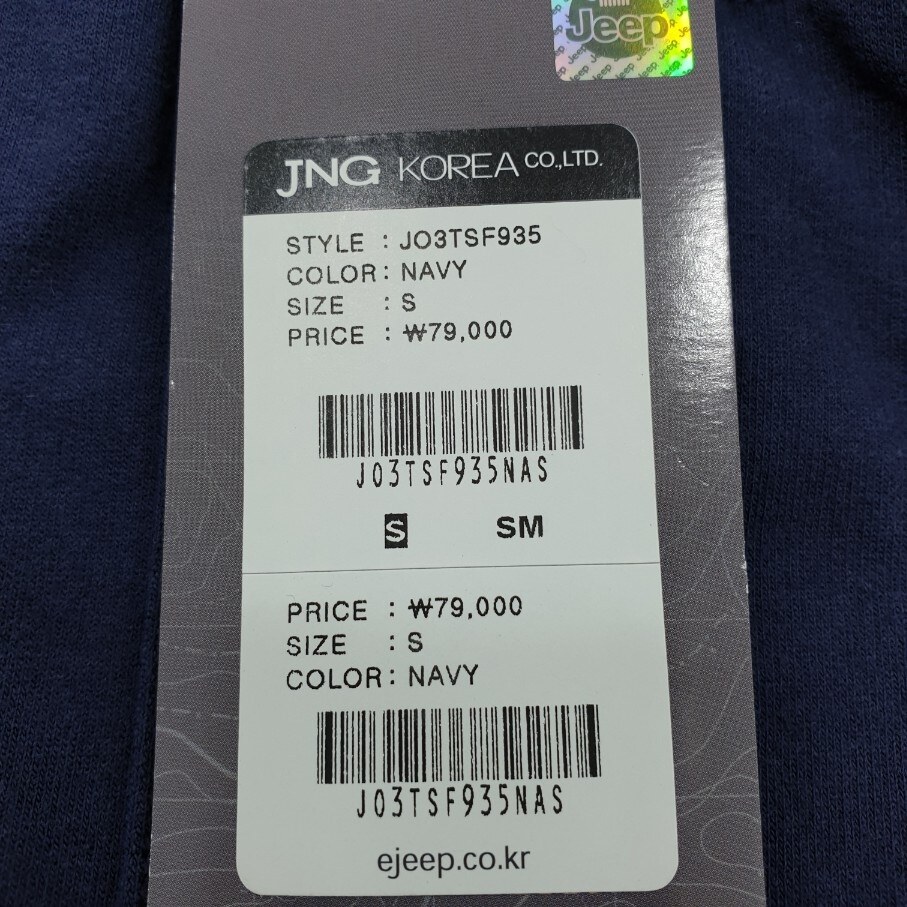 Jeep
JNG KOREA CO.,LTD.
STYLE : JO3TSF935
COLOR : NAVY
SIZE : S
PRICE : ₩79,000
JO3TSF935NAS
S SM
PRICE : ₩79,000
SIZE : S
COLOR : NAVY
JO3TSF935NAS
ejeep.co.kr